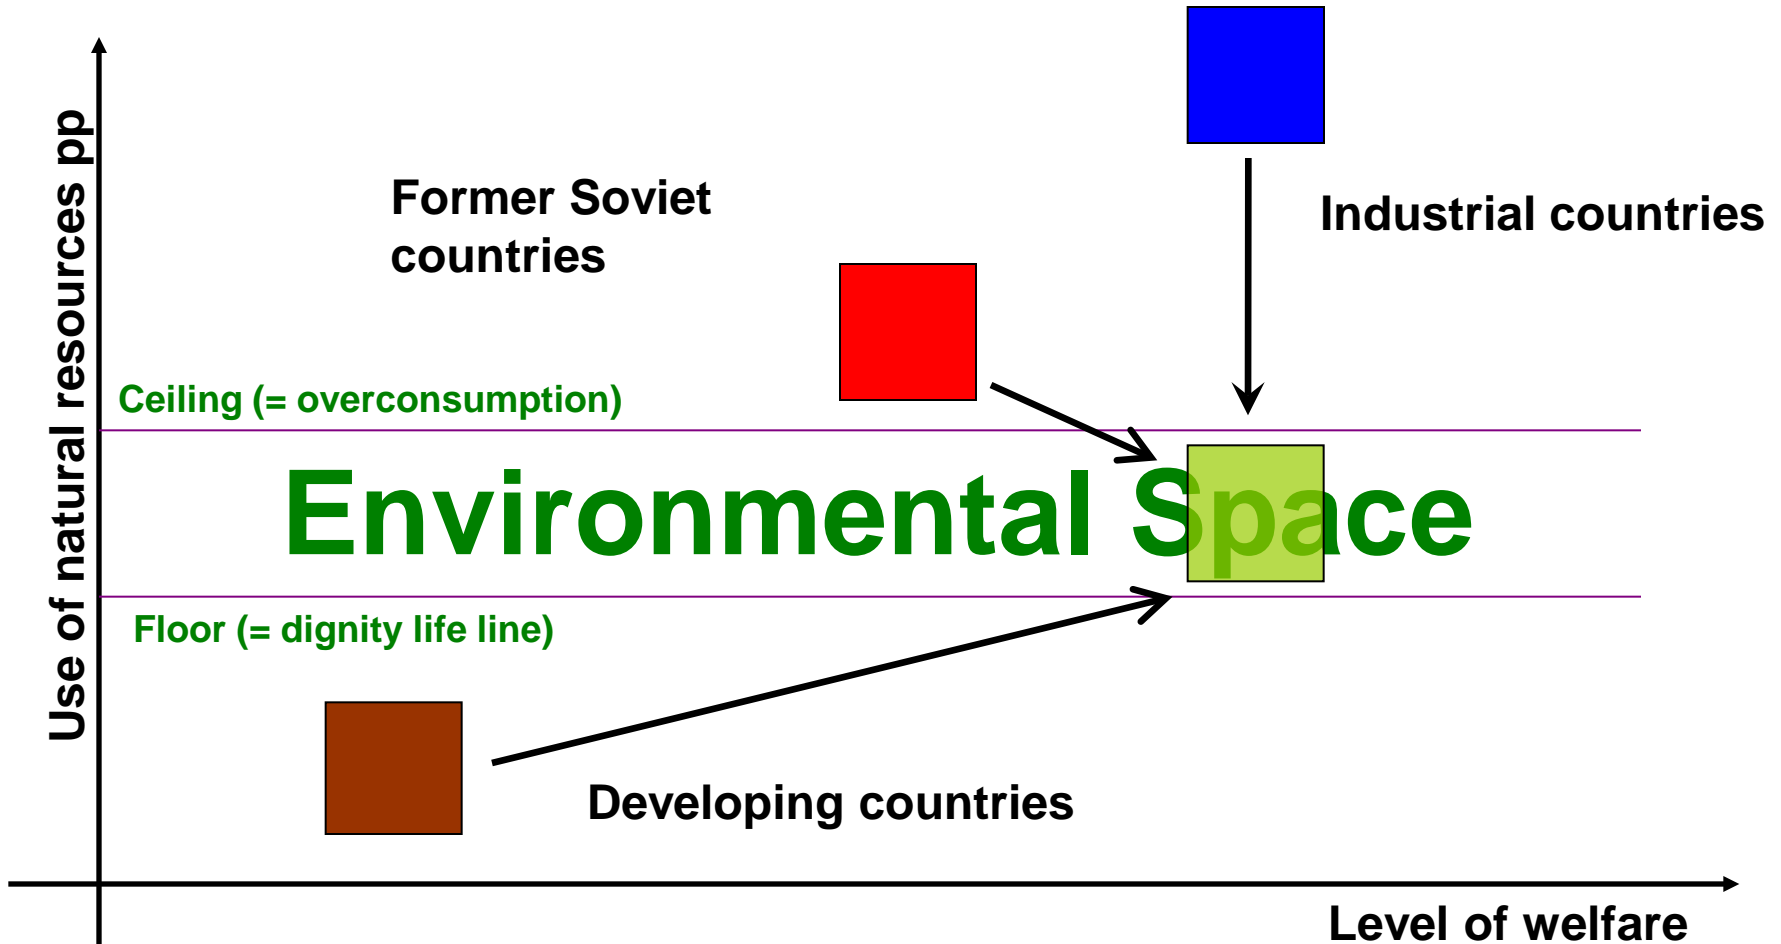 Use of natural resources pp
Former Soviet
countries
Industrial countries
Ceiling (= overconsumption)
Environmental Space
Floor (= dignity life line)
Developing countries
Level of welfare